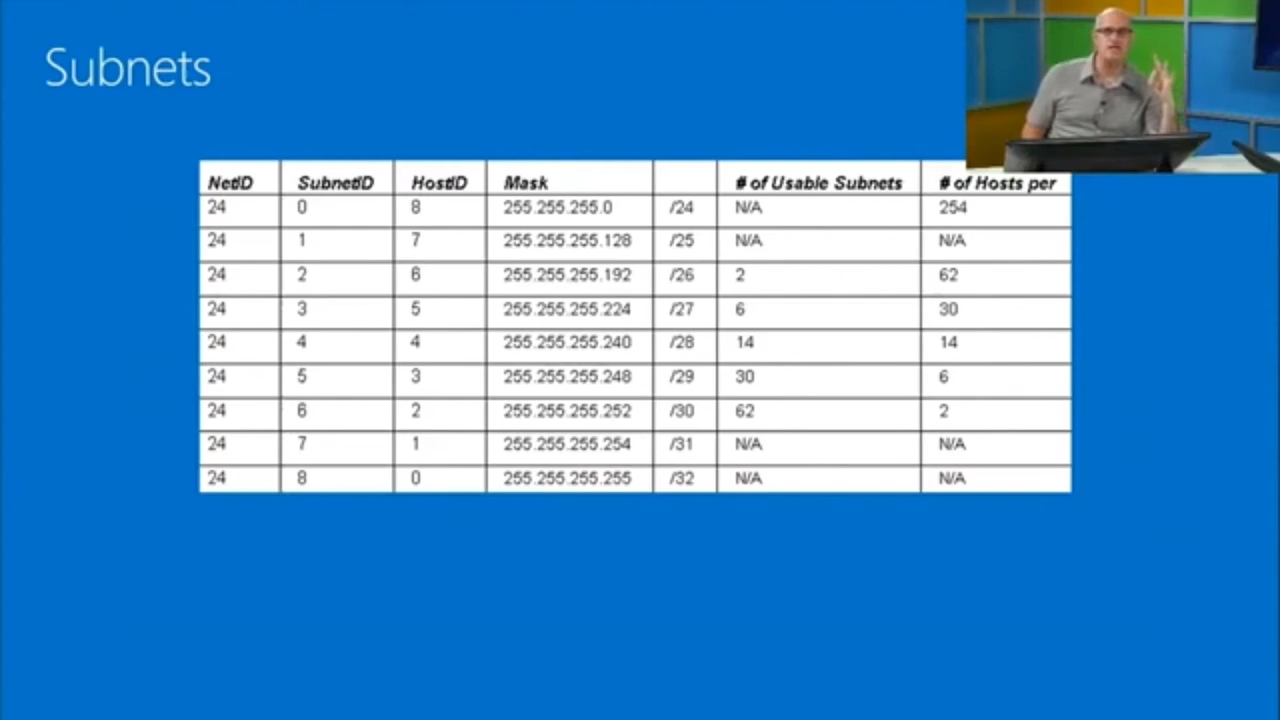 Subnets
NetID SubnetID HostID Mask # of Usable Subnets # of Hosts per
24 0 8 255.255.255.0 /24 N/A 254
24 1 7 255.255.255.128 /25 N/A N/A
24 2 6 255.255.255.192 /26 2 62
24 3 5 255.255.255.224 /27 6 30
24 4 4 255.255.255.240 /28 14 14
24 5 3 255.255.255.248 /29 30 6
24 6 2 255.255.255.252 /30 62 2
24 7 1 255.255.255.254 /31 N/A N/A
24 8 0 255.255.255.255 /32 N/A N/A